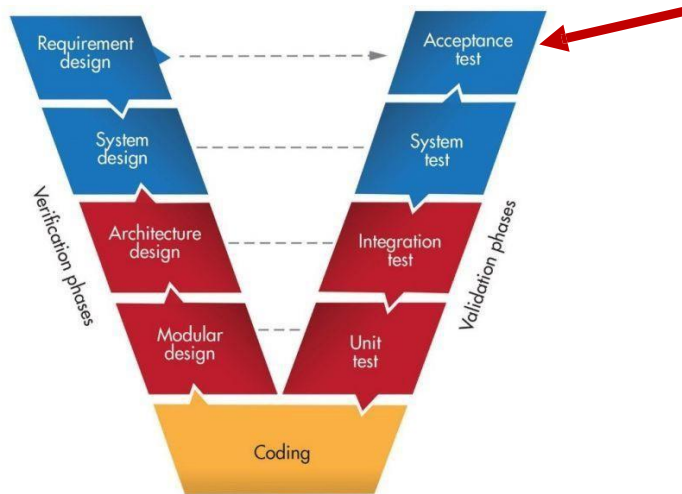 Requirement
design
Acceptance
test
System
design
System
test
Architecture
design
Integration
test
Modular
design
Unit
test
Coding
Verification phases
Validation phases